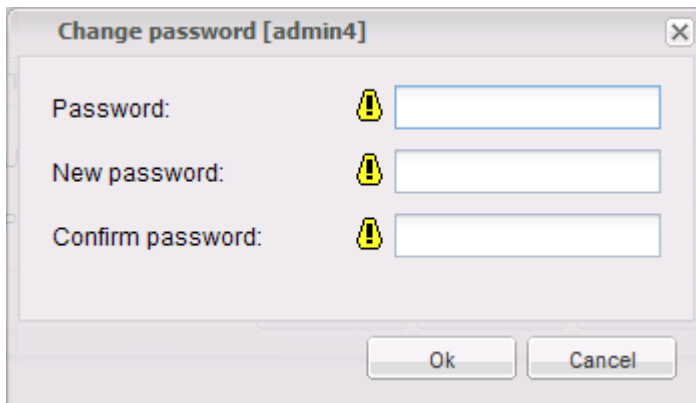 Change password [admin4]
Password:
New password:
Confirm password:
Ok Cancel